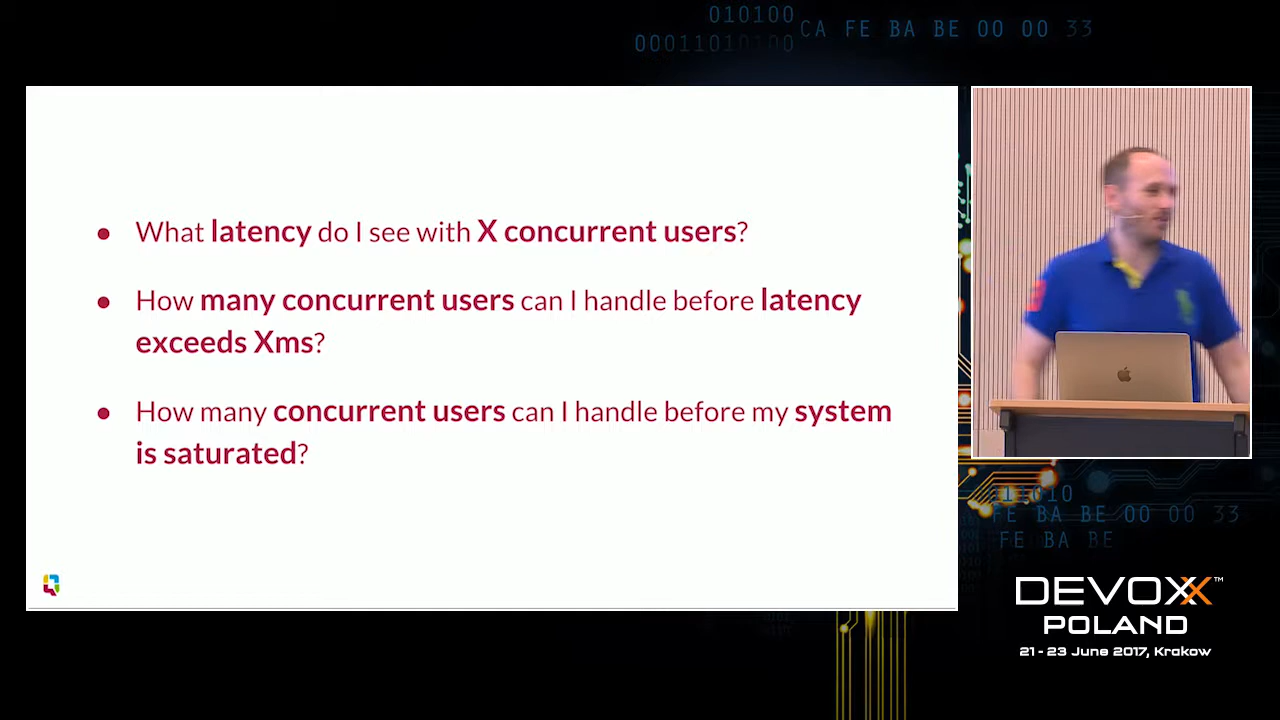 010100
00011010100
CA FE BA BE 00 00 33
• What latency do I see with X concurrent users?
• How many concurrent users can I handle before latency
exceeds Xms?
• How many concurrent users can I handle before my system
is saturated?
FE BA BE 00 00 33
FE BA BE
DEVOXX™
POLAND
21 - 23 June 2017, Krakow